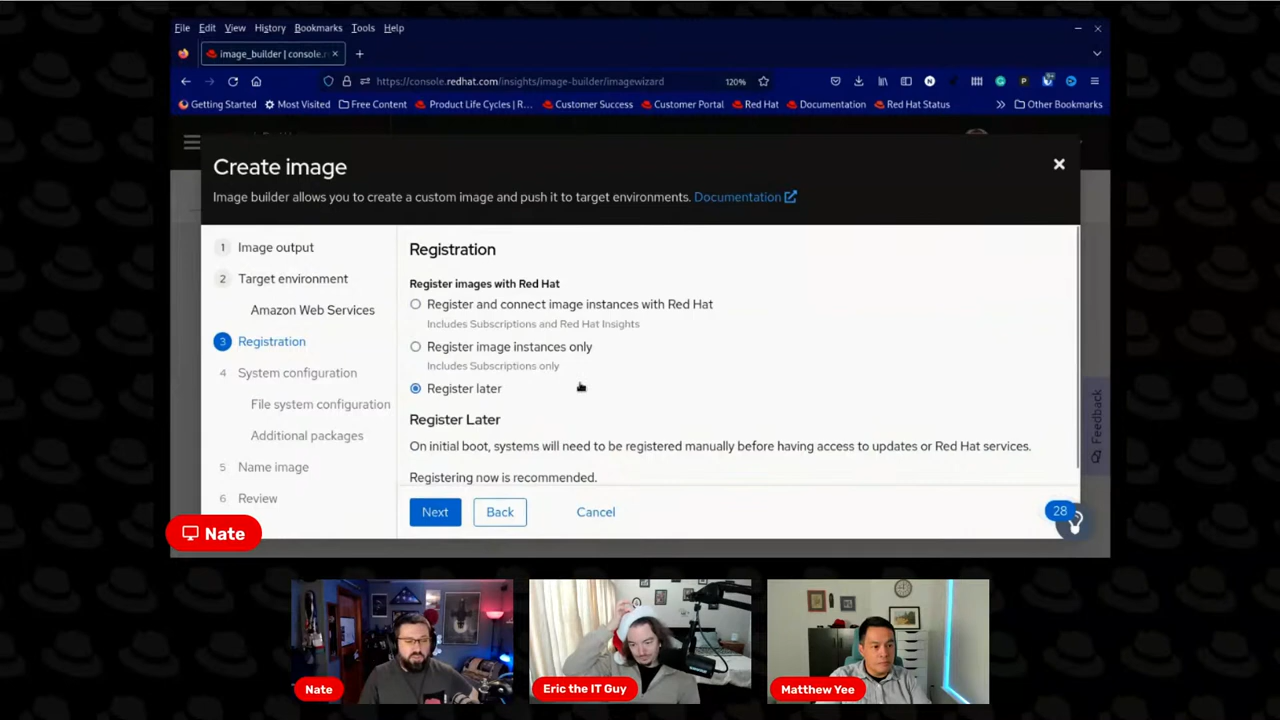 File Edit View History Bookmarks Tools Help
image_builder | console.r
https://console.redhat.com/insights/image-builder/imagewizard 120%
Getting Started Most Visited Free Content Product Life Cycles | R... Customer Success Customer Portal Red Hat Documentation Red Hat Status Other Bookmarks
Create image
Image builder allows you to create a custom image and push it to target environments. Documentation
1 Image output
2 Target environment
Amazon Web Services
3 Registration
4 System configuration
File system configuration
Additional packages
5 Name image
6 Review
Registration
Register images with Red Hat
Register and connect image instances with Red Hat
Includes Subscriptions and Red Hat Insights
Register image instances only
Includes Subscriptions only
Register later
Register Later
On initial boot, systems will need to be registered manually before having access to updates or Red Hat services.
Registering now is recommended.
Next Back Cancel
Feedback
28
Nate
Nate
Eric the IT Guy
Matthew Yee